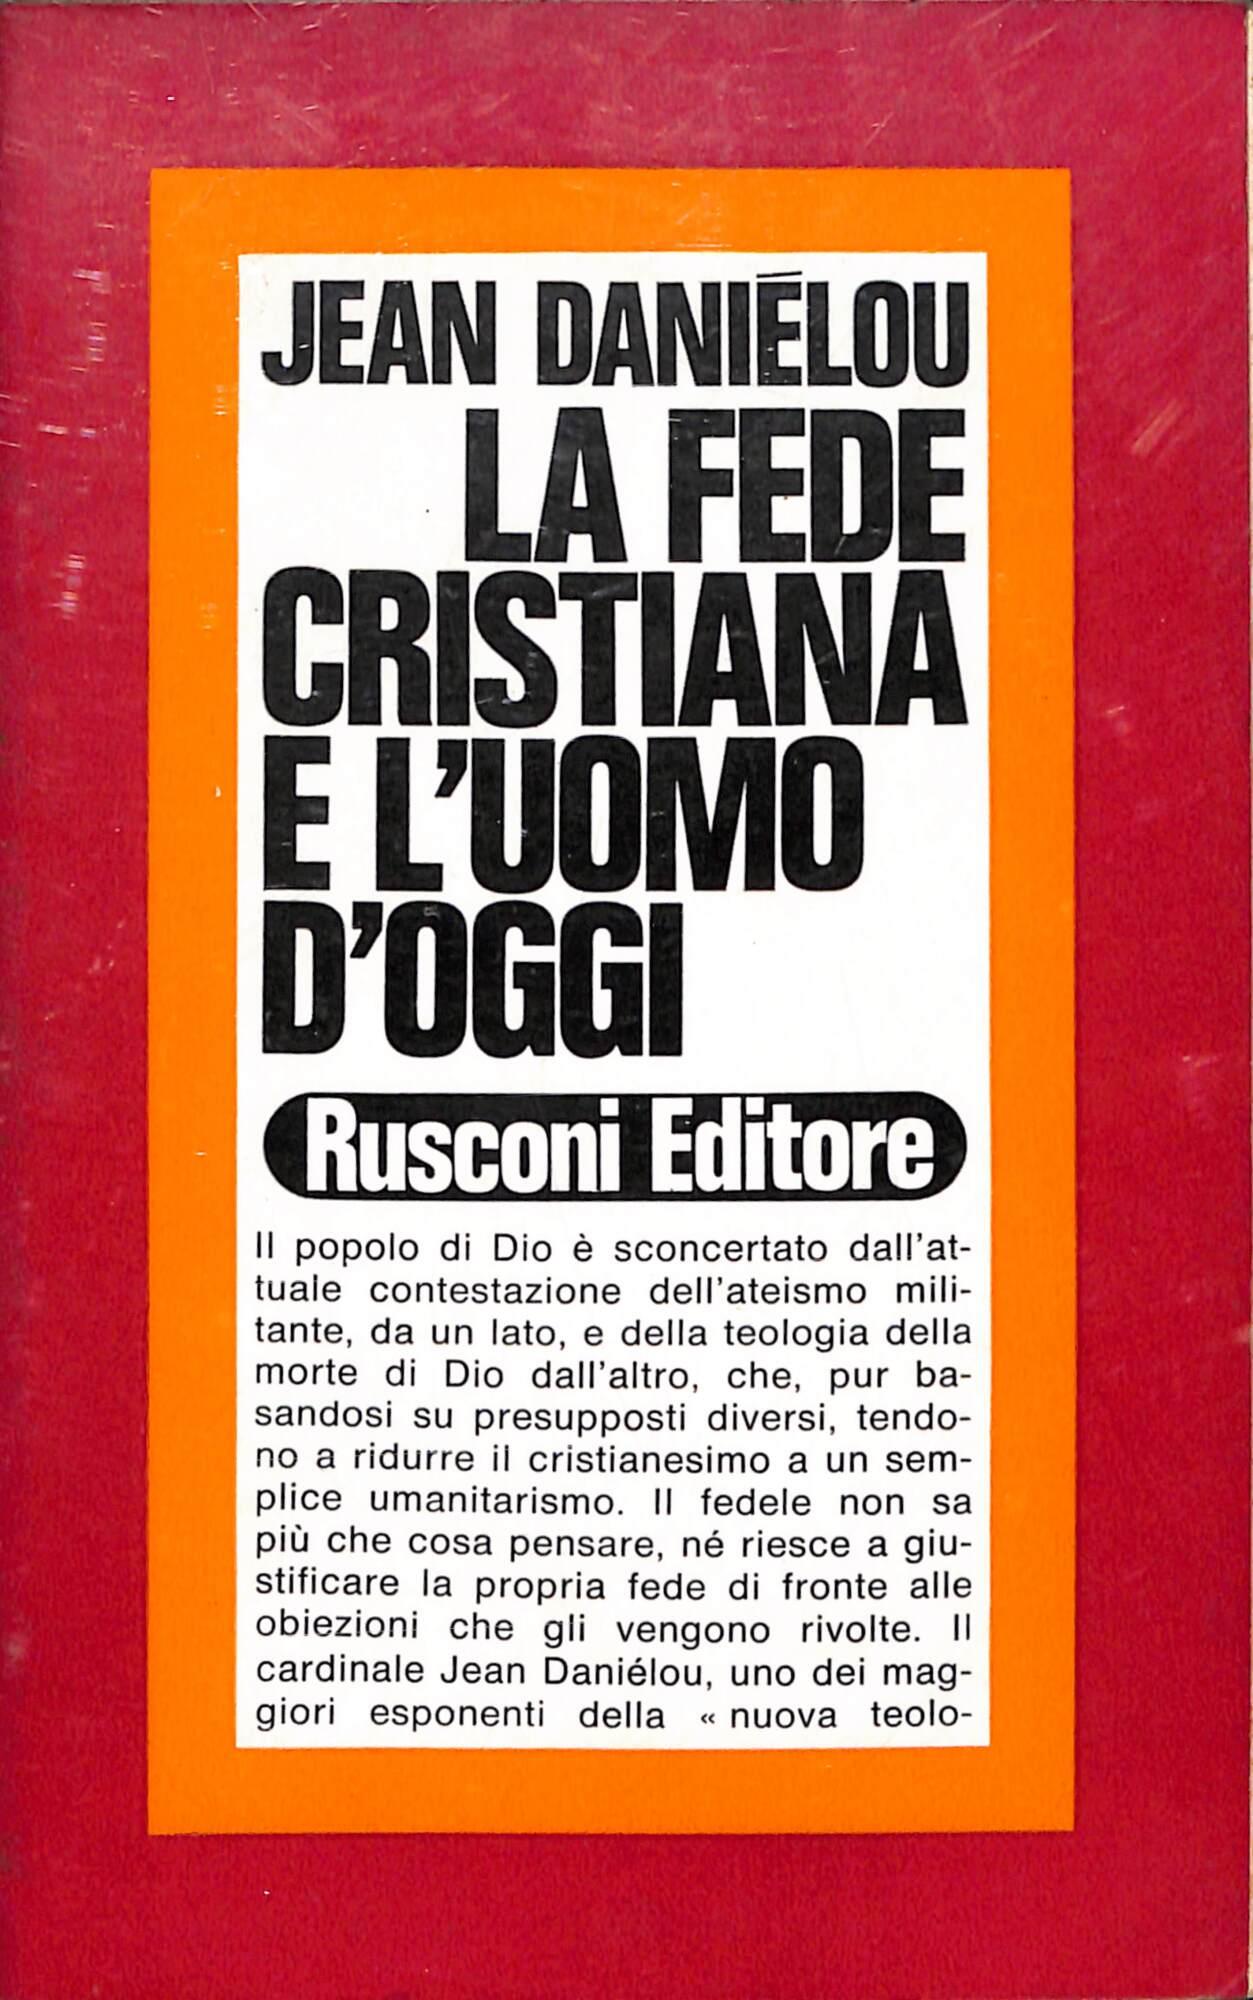 JEAN DANIÉLOU
LA FEDE
CRISTIANA
E L'UOMO
D'OGGI
Rusconi Editore
Il popolo di Dio è sconcertato dall'at-
tuale contestazione dell'ateismo mili-
tante, da un lato, e della teologia della
morte di Dio dall'altro, che, pur ba-
sandosi su presupposti diversi, tendo-
no a ridurre il cristianesimo a un sem-
plice umanitarismo. Il fedele non sa
più che cosa pensare, né riesce a giu-
stificare la propria fede di fronte alle
obiezioni che gli vengono rivolte. Il
cardinale Jean Daniélou, uno dei mag-
giori esponenti della « nuova teolo-